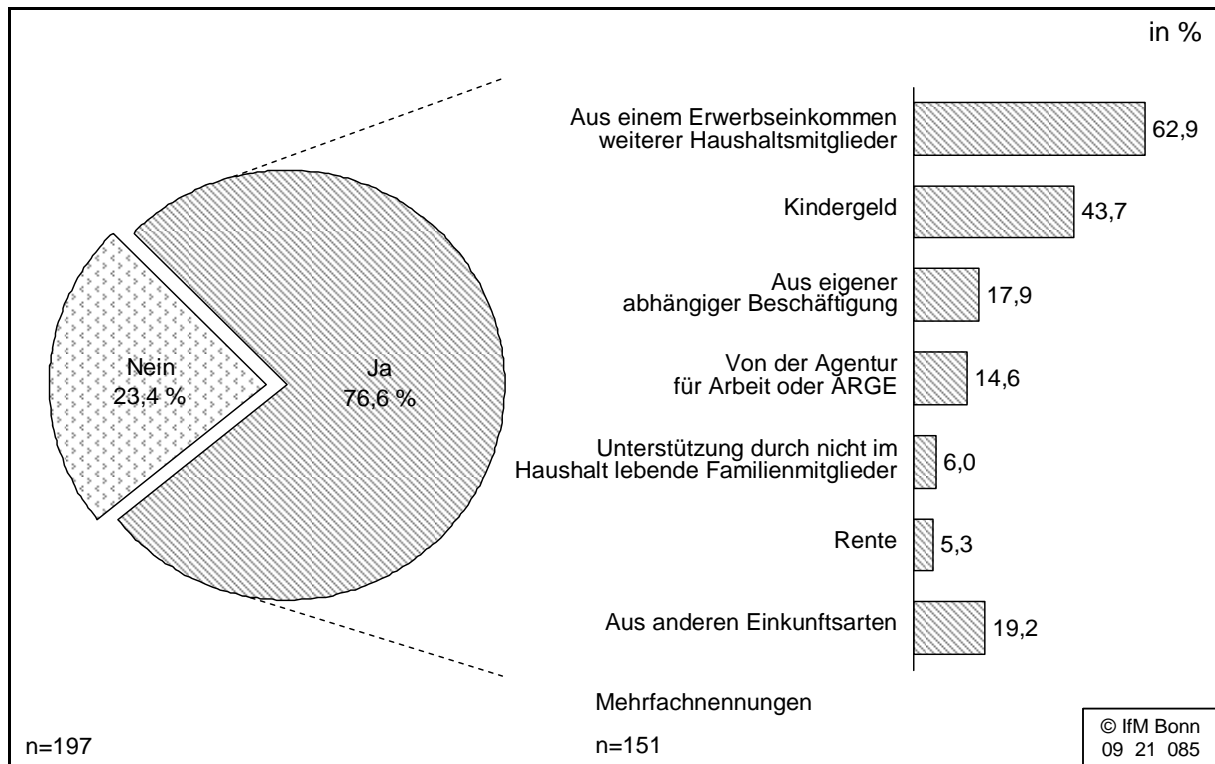 in %
Nein
23,4 %
Ja
76,6 %
Aus einem Erwerbseinkommen
weiterer Haushaltsmitglieder
62,9
Kindergeld
43,7
Aus eigener
abhängiger Beschäftigung
17,9
Von der Agentur
für Arbeit oder ARGE
14,6
Unterstützung durch nicht im
Haushalt lebende Familienmitglieder
6,0
Rente
5,3
Aus anderen Einkunftsarten
19,2
Mehrfachnennungen
n=197
n=151
© IfM Bonn
09 21 085